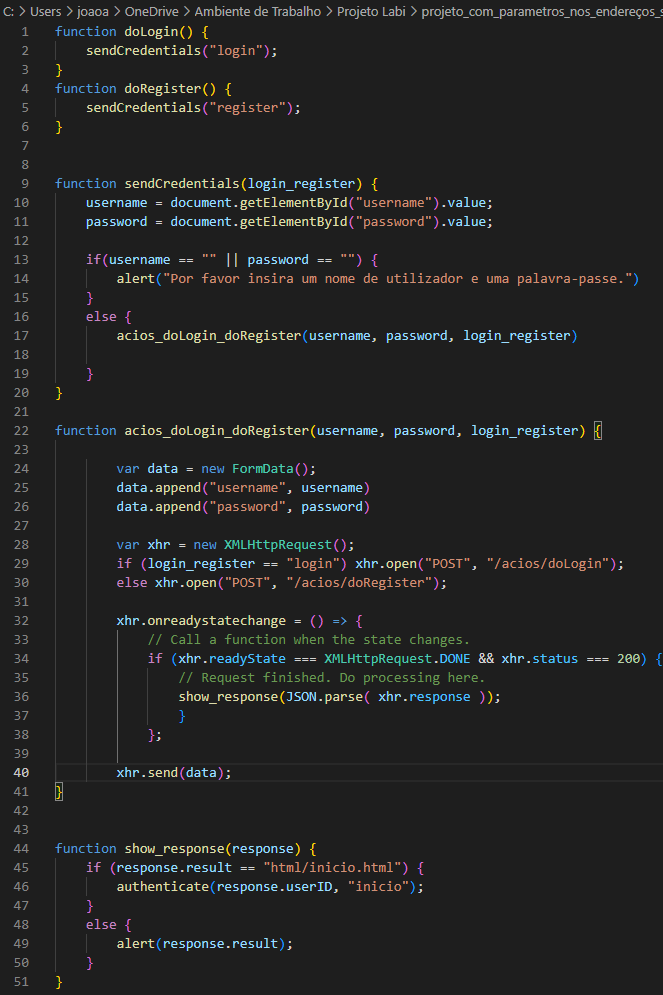 C: > Users > joaoa > OneDrive > Ambiente de Trabalho > Projeto Labi > projeto_com_parametros_nos_endereços_s
1 function doLogin() {
2     sendCredentials("login");
3 }
4 function doRegister() {
5     sendCredentials("register");
6 }
7
8
9 function sendCredentials(login_register) {
10     username = document.getElementById("username").value;
11     password = document.getElementById("password").value;
12
13     if(username == "" || password == "") {
14         alert("Por favor insira um nome de utilizador e uma palavra-passe.")
15     }
16     else {
17         acios_doLogin_doRegister(username, password, login_register)
18
19     }
20 }
21
22 function acios_doLogin_doRegister(username, password, login_register) {
23
24         var data = new FormData();
25         data.append("username", username)
26         data.append("password", password)
27
28         var xhr = new XMLHttpRequest();
29         if (login_register == "login") xhr.open("POST", "/acios/doLogin");
30         else xhr.open("POST", "/acios/doRegister");
31
32         xhr.onreadystatechange = () => {
33             // Call a function when the state changes.
34             if (xhr.readyState === XMLHttpRequest.DONE && xhr.status === 200) {
35                 // Request finished. Do processing here.
36                 show_response(JSON.parse( xhr.response ));
37                 }
38             };
39
40         xhr.send(data);
41 }
42
43
44 function show_response(response) {
45     if (response.result == "html/inicio.html") {
46         authenticate(response.userID, "inicio");
47     }
48     else {
49         alert(response.result);
50     }
51 }